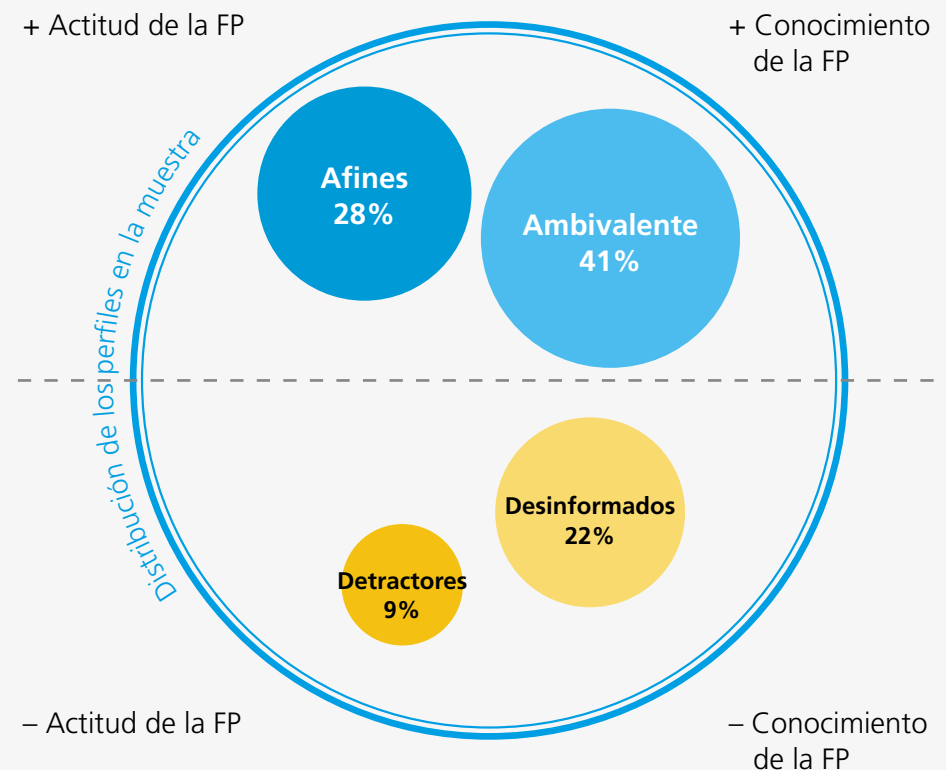 + Actitud de la FP
+ Conocimiento
de la FP
Distribución de los perfiles en la muestra
Afines
28%
Ambivalente
41%
Desinformados
22%
Detractores
9%
– Actitud de la FP
– Conocimiento
de la FP